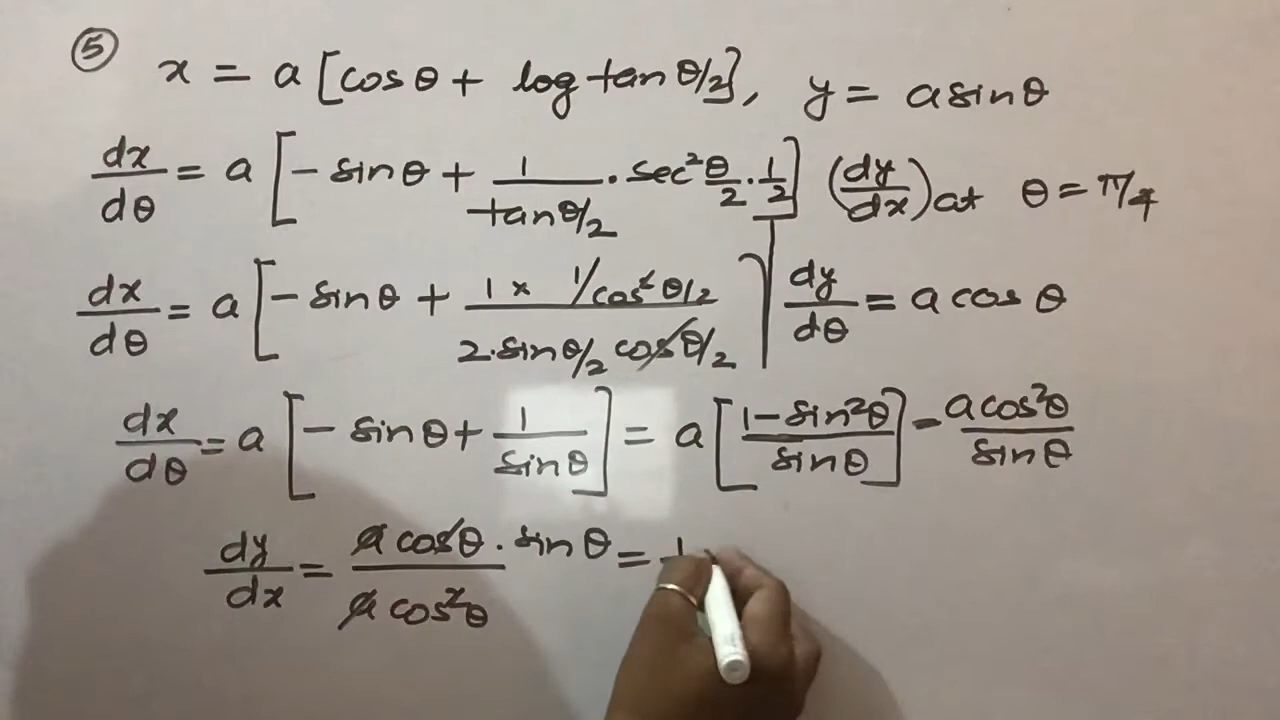 ⑤ x = a [cosθ + log tan θ/2], y = a sinθ
dx/dθ = a [- sinθ + 1/tan θ/2 · sec² θ/2 · 1/2] (dy/dx) at θ = π/4
dx/dθ = a [- sinθ + 1 × 1/cos² θ/2 / 2·sin θ/2 cos θ/2] dy/dθ = a cos θ
dx/dθ = a [- sinθ + 1/sinθ] = a [1 - sin²θ / sinθ] = a cos²θ / sinθ
dy/dx = a cosθ · sin θ / a cos²θ = t